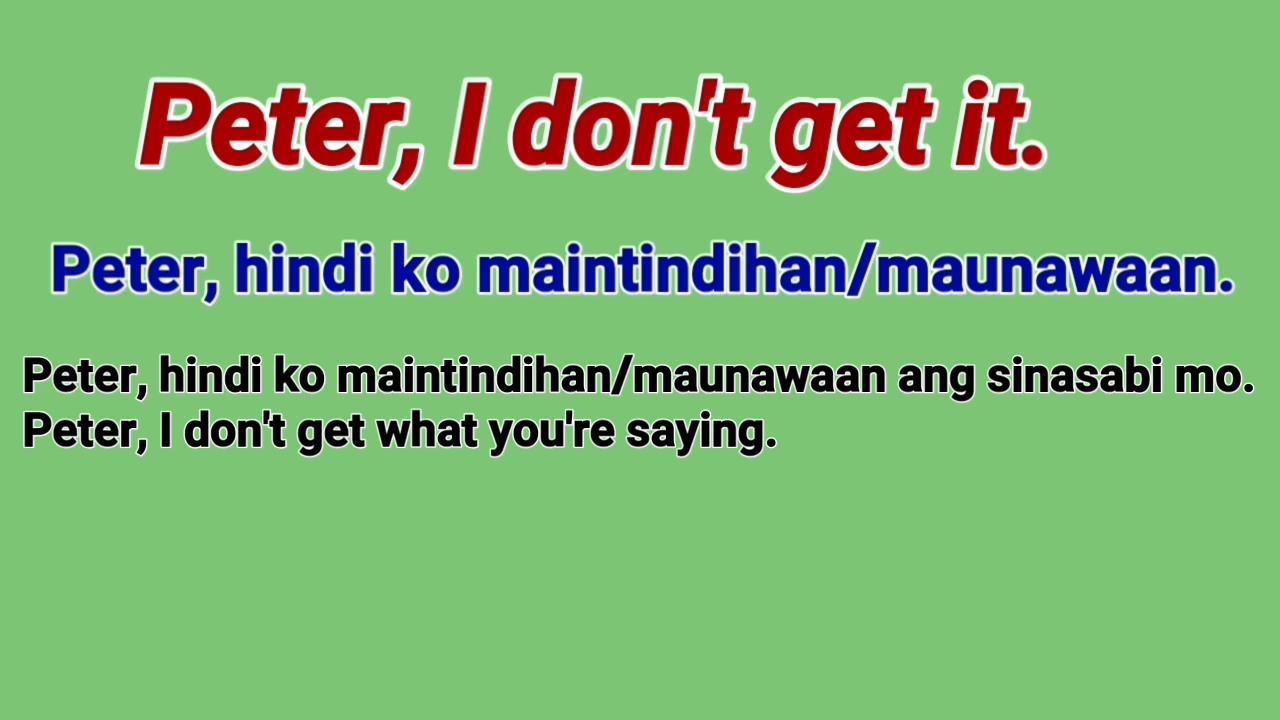 Peter, I don't get it.
Peter, hindi ko maintindihan/maunawaan.
Peter, hindi ko maintindihan/maunawaan ang sinasabi mo.
Peter, I don't get what you're saying.